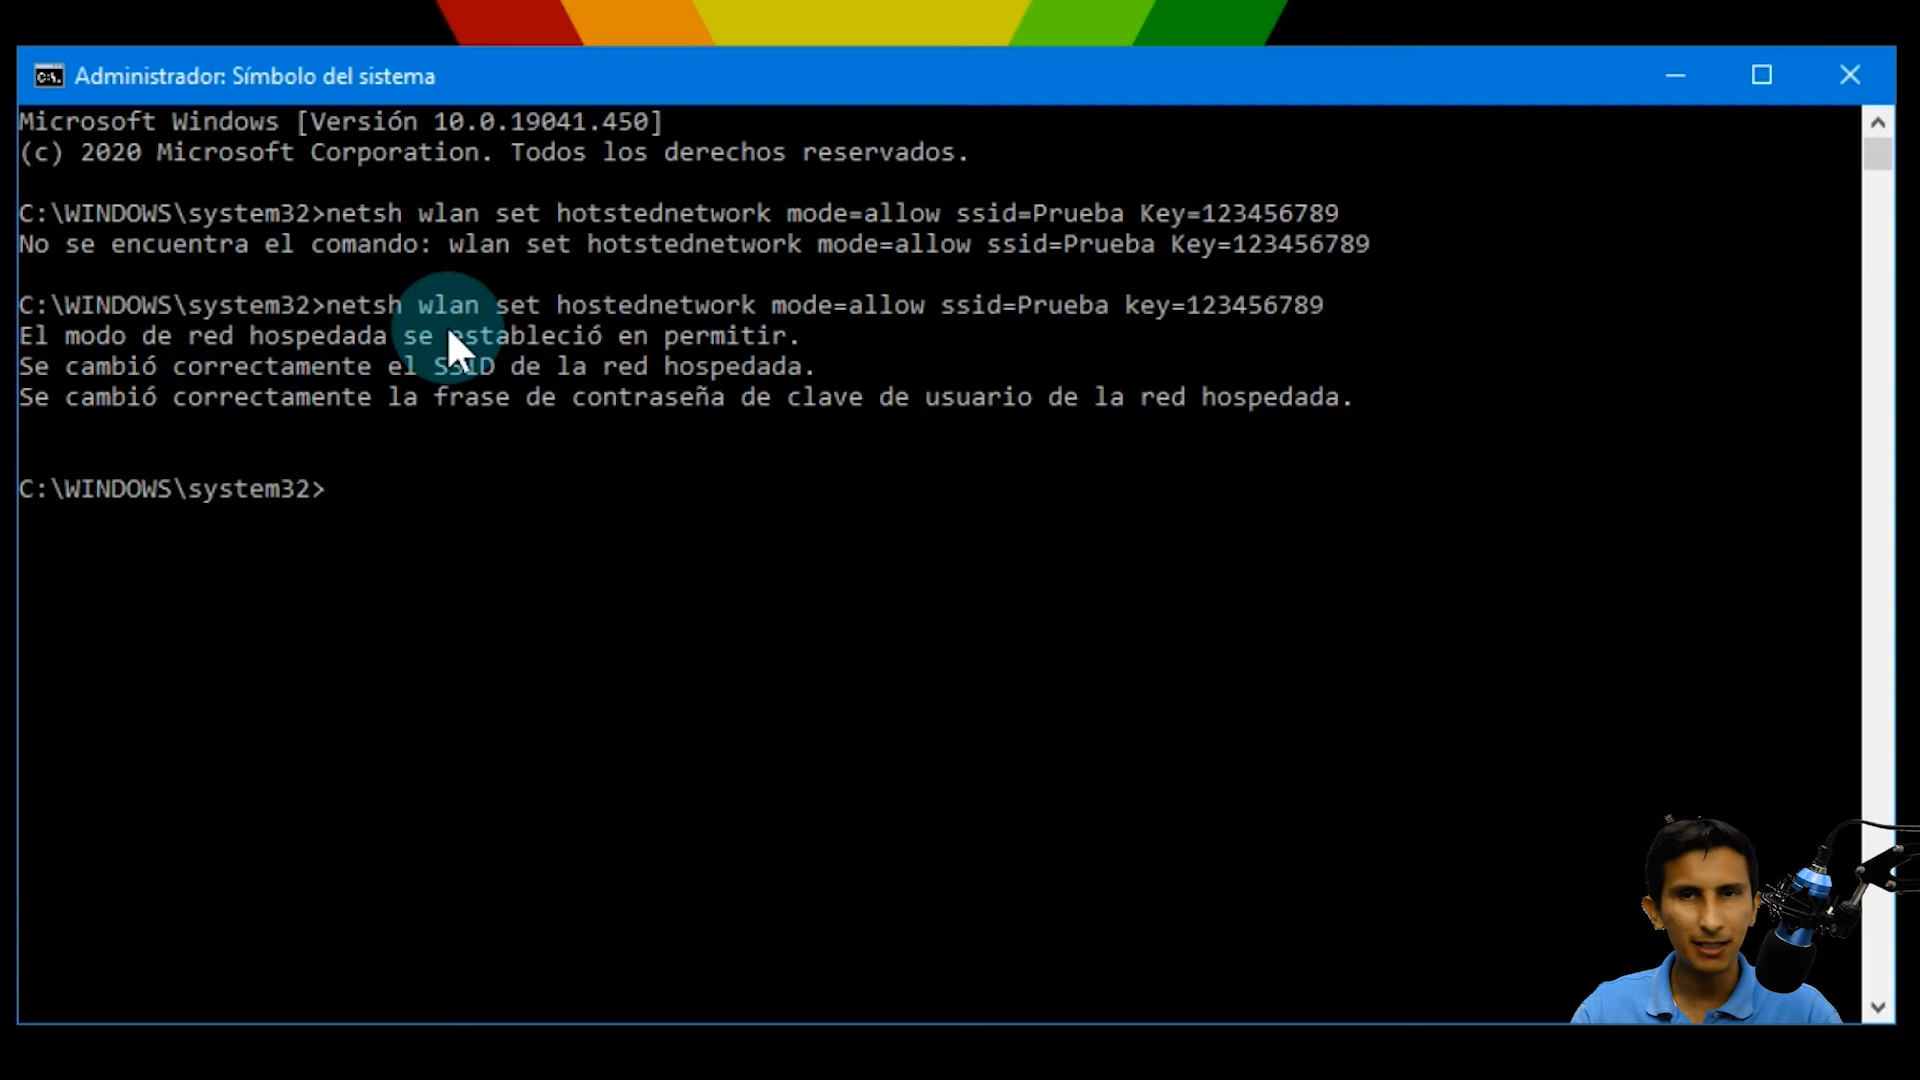 Administrador: Símbolo del sistema
Microsoft Windows [Versión 10.0.19041.450]
(c) 2020 Microsoft Corporation. Todos los derechos reservados.
C:\WINDOWS\system32>netsh wlan set hotstednetwork mode=allow ssid=Prueba Key=123456789
No se encuentra el comando: wlan set hotstednetwork mode=allow ssid=Prueba Key=123456789
C:\WINDOWS\system32>netsh wlan set hostednetwork mode=allow ssid=Prueba key=123456789
El modo de red hospedada se estableció en permitir.
Se cambió correctamente el SSID de la red hospedada.
Se cambió correctamente la frase de contraseña de clave de usuario de la red hospedada.
C:\WINDOWS\system32>